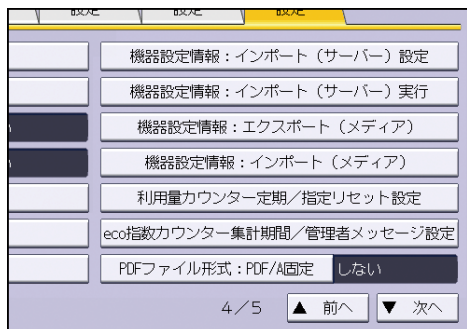 設定 設定 設定
機器設定情報：インポート（サーバー）設定
機器設定情報：インポート（サーバー）実行
い
機器設定情報：エクスポート（メディア）
い
機器設定情報：インポート（メディア）
利用量カウンター定期／指定リセット設定
eco指数カウンター集計期間／管理者メッセージ設定
PDFファイル形式：PDF/A固定 しない
4／5 ▲ 前へ ▼ 次へ